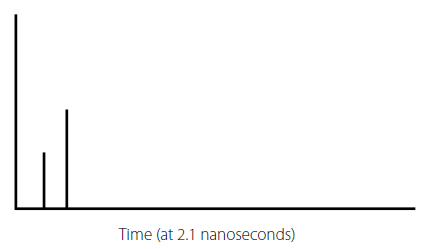 Time (at 2.1 nanoseconds)